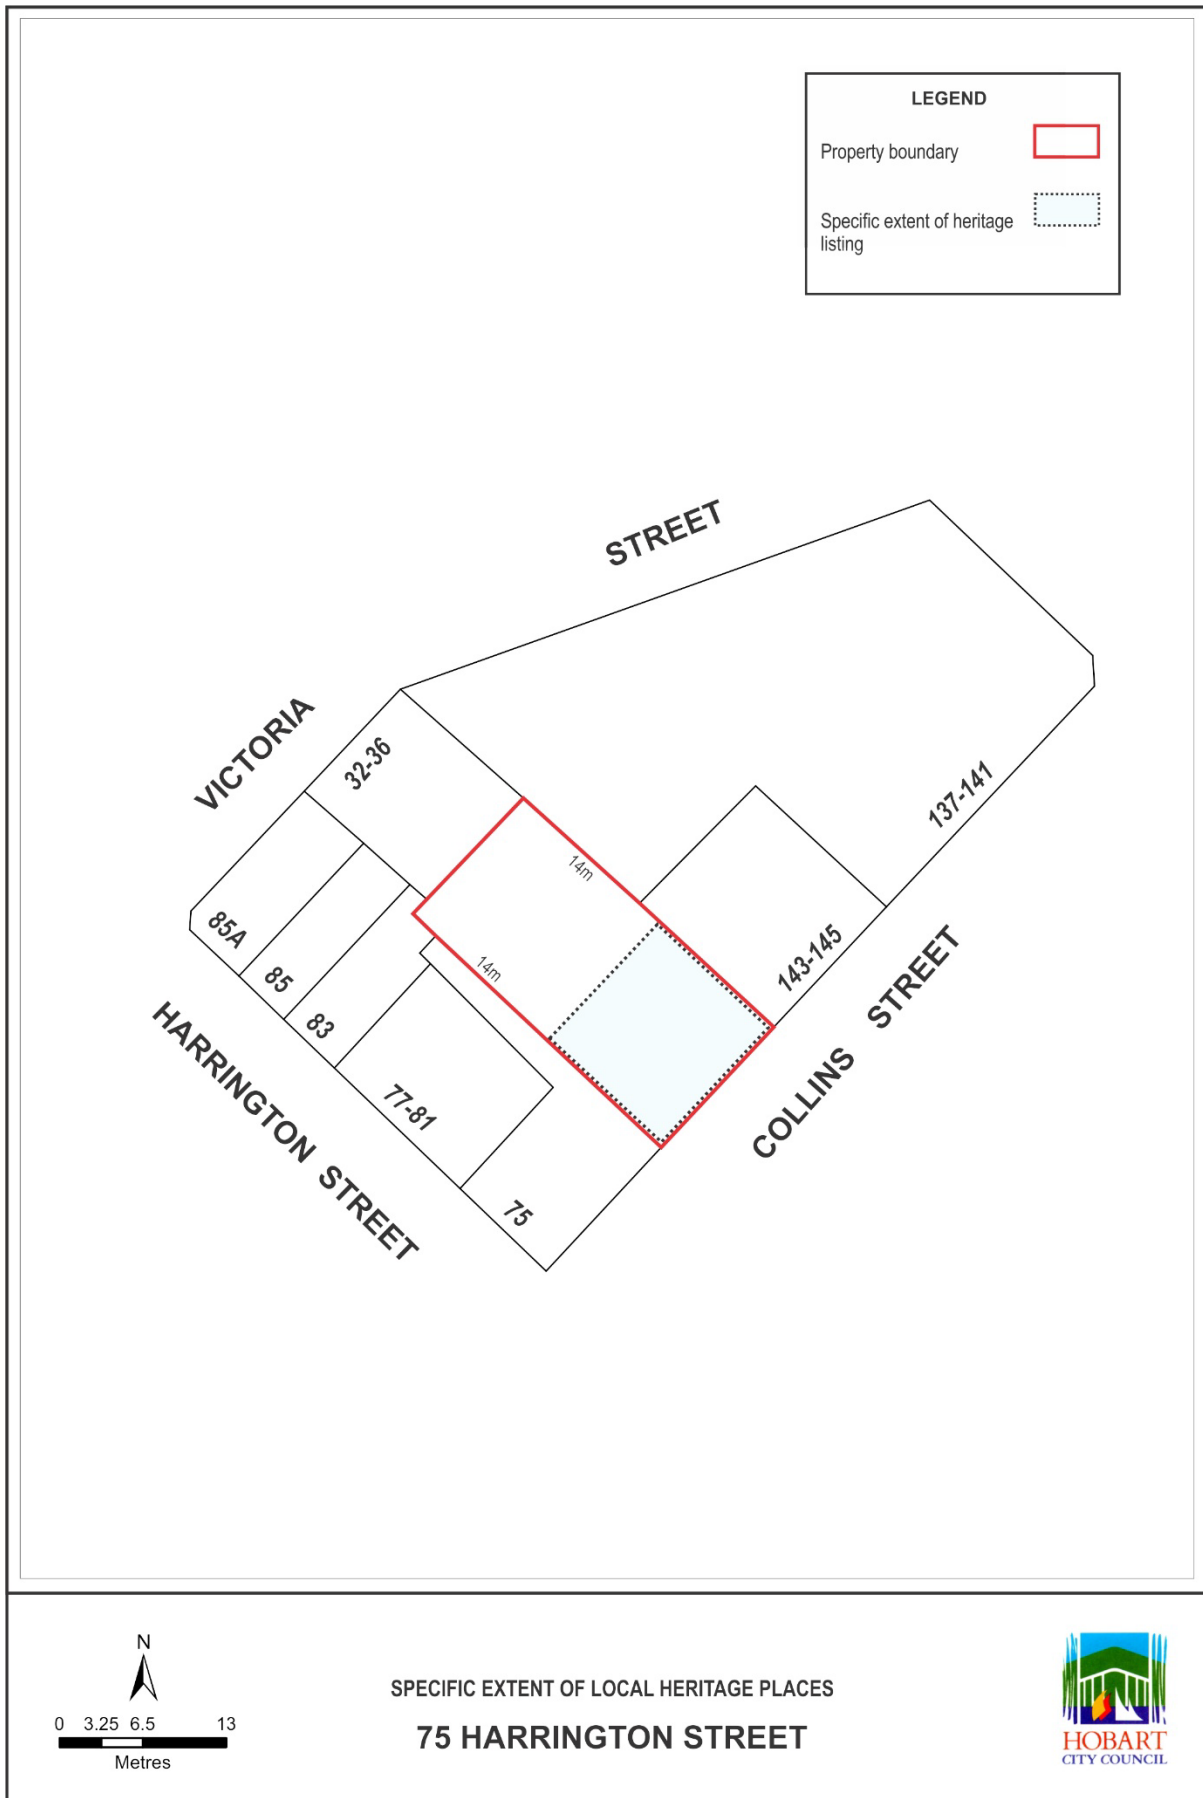 LEGEND
Property boundary
Specific extent of heritage
listing
STREET
VICTORIA
32-36
137-141
14m
85A
85
83
14m
143-145
COLLINS STREET
HARRINGTON STREET
77-81
75
N
0 3.25 6.5 13
Metres
SPECIFIC EXTENT OF LOCAL HERITAGE PLACES
75 HARRINGTON STREET
HOBART
CITY COUNCIL